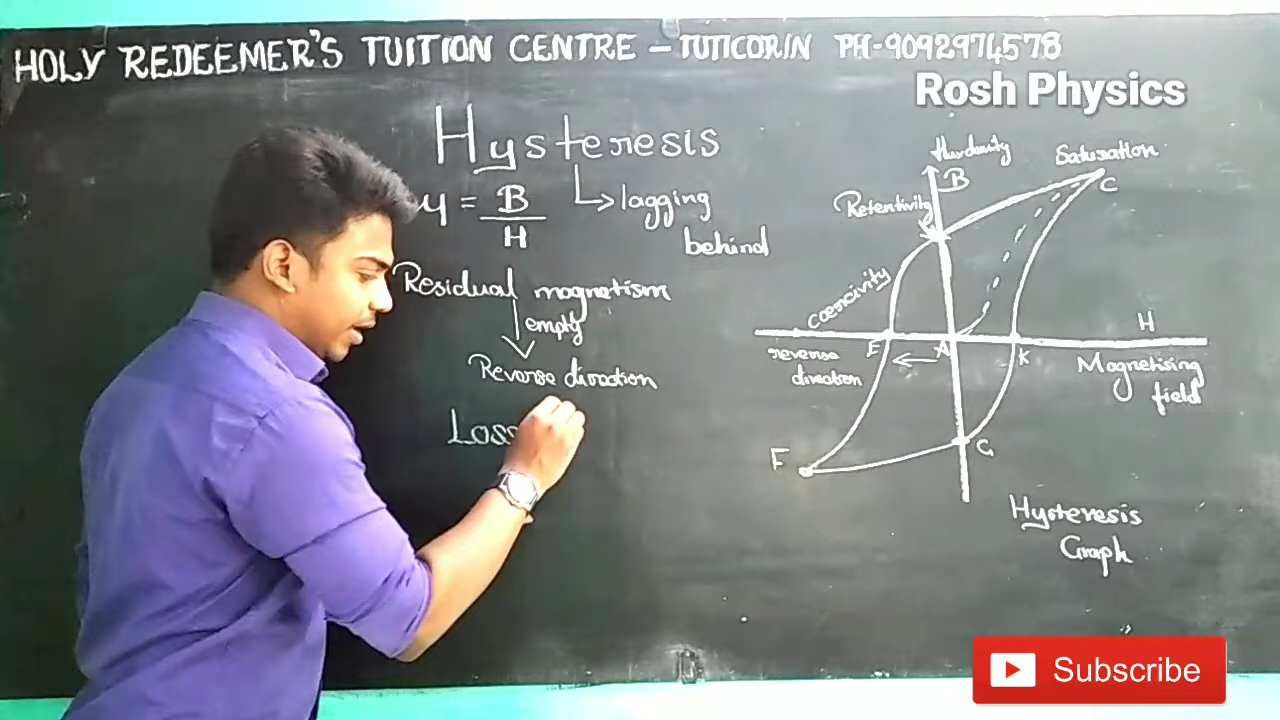 HOLY REDEEMER'S TUITION CENTRE – TUTICORIN PH-9092974578
Rosh Physics
Hysteresis
↳ lagging behind
μ = B
H
Residual magnetism
empty
Reverse direction
Loss
B
Saturation
C
Retentivity
Coercivity
H
E
A
K
reverse
direction
Magnetising
field
F
G
Hysteresis
Graph
Subscribe